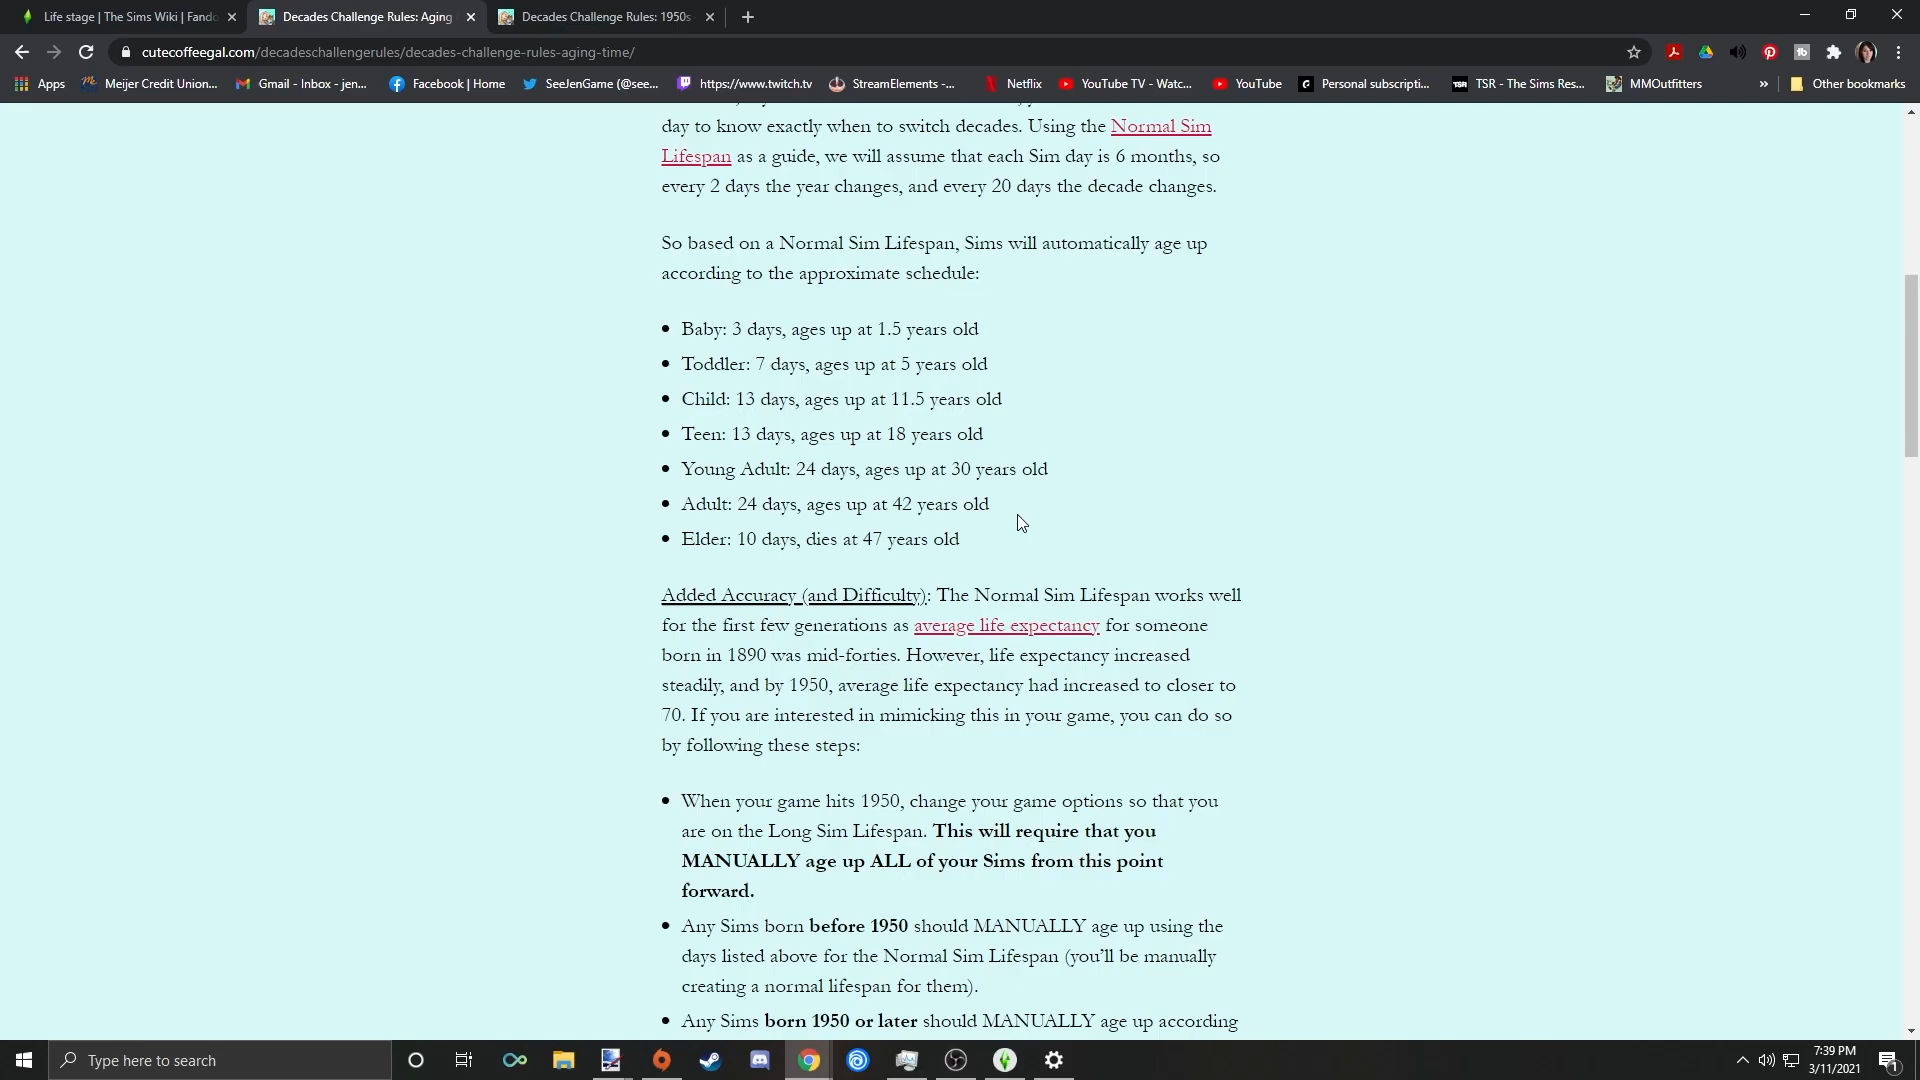 Life stage | The Sims Wiki | Fando
Decades Challenge Rules: Aging
Decades Challenge Rules: 1950s
cutecoffeegal.com/decadeschallengerules/decades-challenge-rules-aging-time/
Apps
Meijer Credit Union...
Gmail - Inbox - jen...
Facebook | Home
SeeJenGame (@see...
https://www.twitch.tv
StreamElements -...
Netflix
YouTube TV - Watc...
YouTube
Personal subscripti...
TSR - The Sims Res...
MMOutfitters
»
Other bookmarks
day to know exactly when to switch decades. Using the Normal Sim
Lifespan as a guide, we will assume that each Sim day is 6 months, so
every 2 days the year changes, and every 20 days the decade changes.
So based on a Normal Sim Lifespan, Sims will automatically age up
according to the approximate schedule:
• Baby: 3 days, ages up at 1.5 years old
• Toddler: 7 days, ages up at 5 years old
• Child: 13 days, ages up at 11.5 years old
• Teen: 13 days, ages up at 18 years old
• Young Adult: 24 days, ages up at 30 years old
• Adult: 24 days, ages up at 42 years old
• Elder: 10 days, dies at 47 years old
Added Accuracy (and Difficulty): The Normal Sim Lifespan works well
for the first few generations as average life expectancy for someone
born in 1890 was mid-forties. However, life expectancy increased
steadily, and by 1950, average life expectancy had increased to closer to
70. If you are interested in mimicking this in your game, you can do so
by following these steps:
• When your game hits 1950, change your game options so that you
are on the Long Sim Lifespan. This will require that you
MANUALLY age up ALL of your Sims from this point
forward.
• Any Sims born before 1950 should MANUALLY age up using the
days listed above for the Normal Sim Lifespan (you'll be manually
creating a normal lifespan for them).
• Any Sims born 1950 or later should MANUALLY age up according
Type here to search
7:39 PM
3/11/2021
1